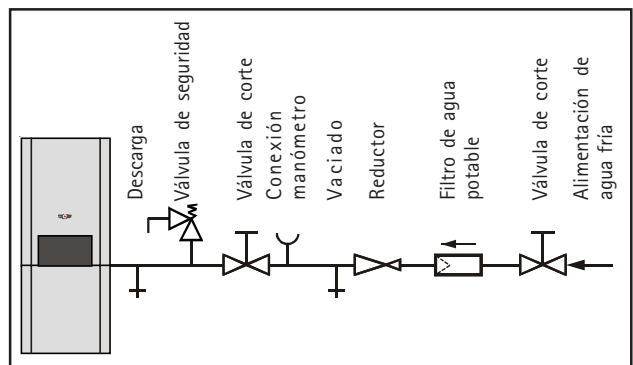 Descarga
Válvula de seguridad
Válvula de corte
Conexión
manómetro
Vaciado
Reductor
Filtro de agua
potable
Válvula de corte
Alimentación de
agua fría